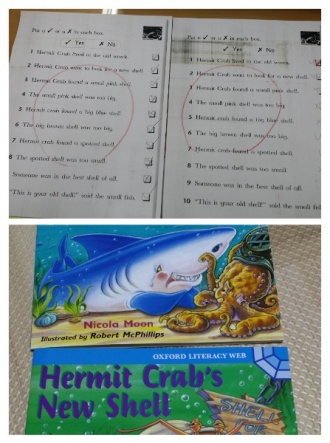 Put a ✓ or a ✗ in each box.
✓ Yes ✗ No
1 Hermit Crab lived in the old wreck.
2 Hermit Crab went to look for a new shell.
3 Hermit Crab found a small pink shell.
4 The small pink shell was too big.
5 Hermit crab found a big blue shell.
6 The big brown shell was too big.
7 Hermit crab found a spotted shell.
8 The spotted shell was too small.
Someone was in the best shell of all.
"This is your old shell!" said the small fish.
Put a ✓ or a ✗ in each box.
✓ Yes ✗ No
1 Hermit Crab lived in the old wreck.
2 Hermit Crab went to look for a new shell.
3 Hermit Crab found a small pink shell.
4 The small pink shell was too big.
5 Hermit crab found a big blue shell.
6 The big brown shell was too big.
7 Hermit crab found a spotted shell.
8 The spotted shell was too small.
9 Someone was in the best shell of all.
10 "This is your old shell!" said the small fish
Nicola Moon
Illustrated by Robert McPhillips
OXFORD LITERACY WEB
Hermit Crab's
New Shell
SHELL